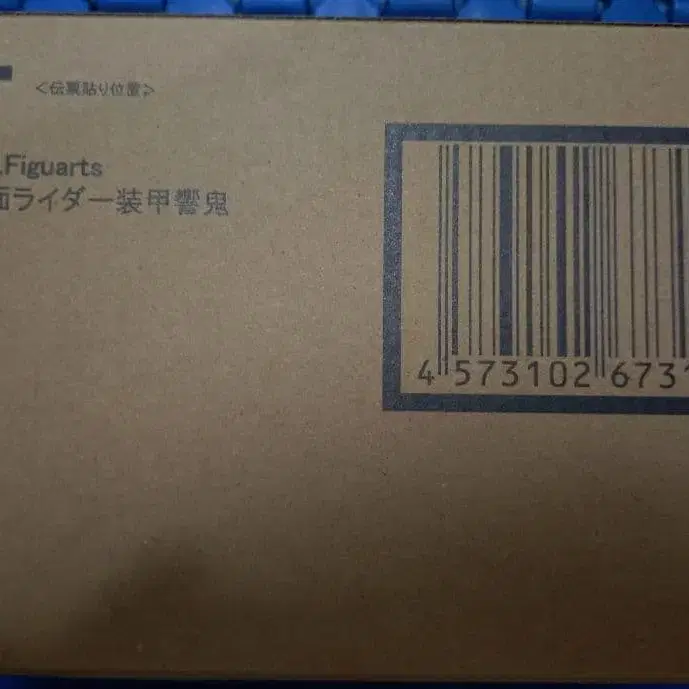 <伝票貼り位置>
.Figuarts
面ライダー装甲響鬼
4 573102 6731